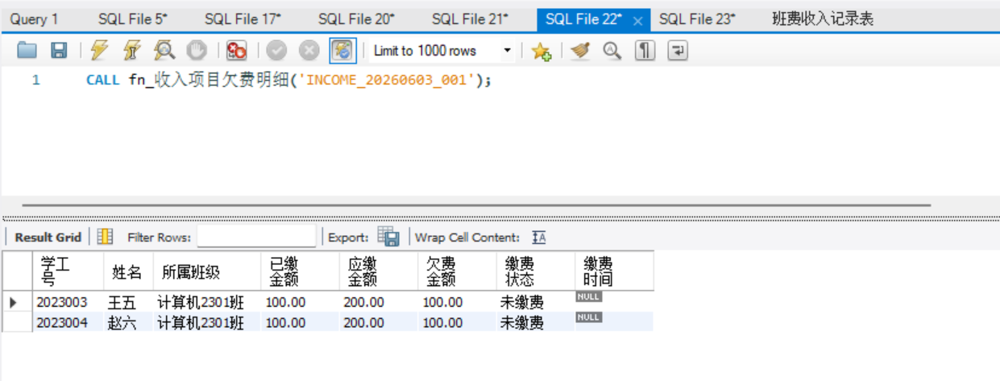 Query 1 SQL File 5* SQL File 17* SQL File 20* SQL File 21* SQL File 22* × SQL File 23* 班费收入记录表
Limit to 1000 rows
1 CALL fn_收入项目欠费明细('INCOME_20260603_001');
Result Grid Filter Rows: Export: Wrap Cell Content: IA
学工号 姓名 所属班级 已缴金额 应缴金额 欠费金额 缴费状态 缴费时间
2023003 王五 计算机2301班 100.00 200.00 100.00 未缴费 NULL
2023004 赵六 计算机2301班 100.00 200.00 100.00 未缴费 NULL